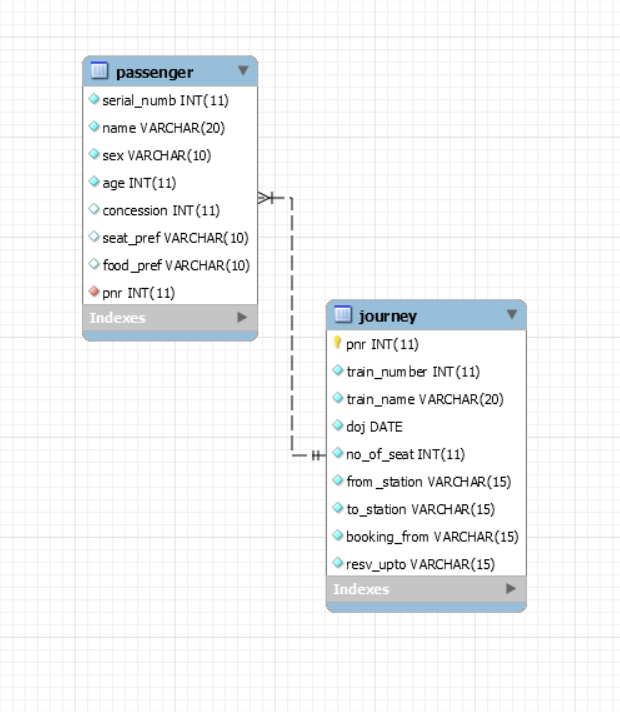 passenger
serial_numb INT(11)
name VARCHAR(20)
sex VARCHAR(10)
age INT(11)
concession INT(11)
seat_pref VARCHAR(10)
food_pref VARCHAR(10)
pnr INT(11)
Indexes
journey
pnr INT(11)
train_number INT(11)
train_name VARCHAR(20)
doj DATE
no_of_seat INT(11)
from_station VARCHAR(15)
to_station VARCHAR(15)
booking_from VARCHAR(15)
resv_upto VARCHAR(15)
Indexes